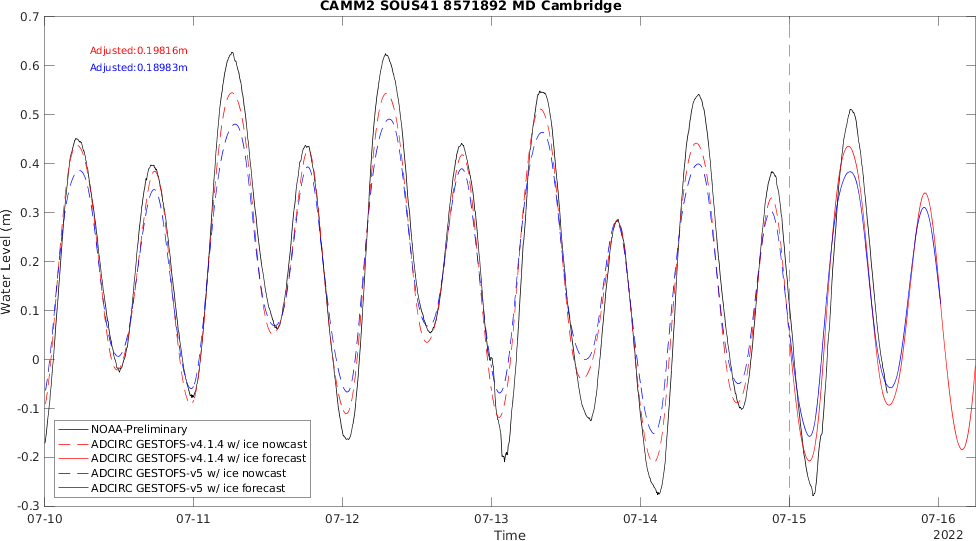 CAMM2 SOUS41 8571892 MD Cambridge
0.7
0.6
0.5
0.4
0.3
0.2
0.1
0
-0.1
-0.2
-0.3
Water Level (m)
Adjusted:0.19816m
Adjusted:0.18983m
NOAA-Preliminary
ADCIRC GESTOFS-v4.1.4 w/ ice nowcast
ADCIRC GESTOFS-v4.1.4 w/ ice forecast
ADCIRC GESTOFS-v5 w/ ice nowcast
ADCIRC GESTOFS-v5 w/ ice forecast
07-10 07-11 07-12 07-13 07-14 07-15 07-16
Time
2022